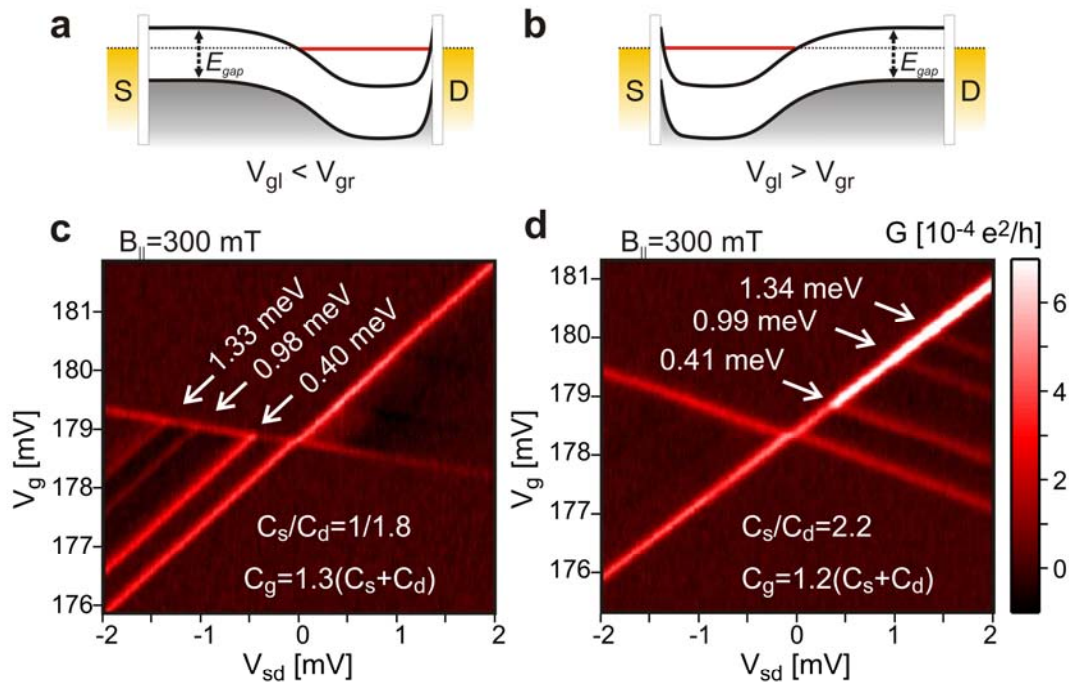 a
b
E_gap
E_gap
S
D
S
D
V_gl < V_gr
V_gl > V_gr
c
B_||=300 mT
d
B_||=300 mT
G [10⁻⁴ e²/h]
1.33 meV
0.98 meV
0.40 meV
1.34 meV
0.99 meV
0.41 meV
V_g [mV]
181
180
179
178
177
176
V_g [mV]
181
180
179
178
177
176
6
4
2
0
C_s/C_d=1/1.8
C_g=1.3(C_s+C_d)
C_s/C_d=2.2
C_g=1.2(C_s+C_d)
-2 -1 0 1 2
-2 -1 0 1 2
V_sd [mV]
V_sd [mV]